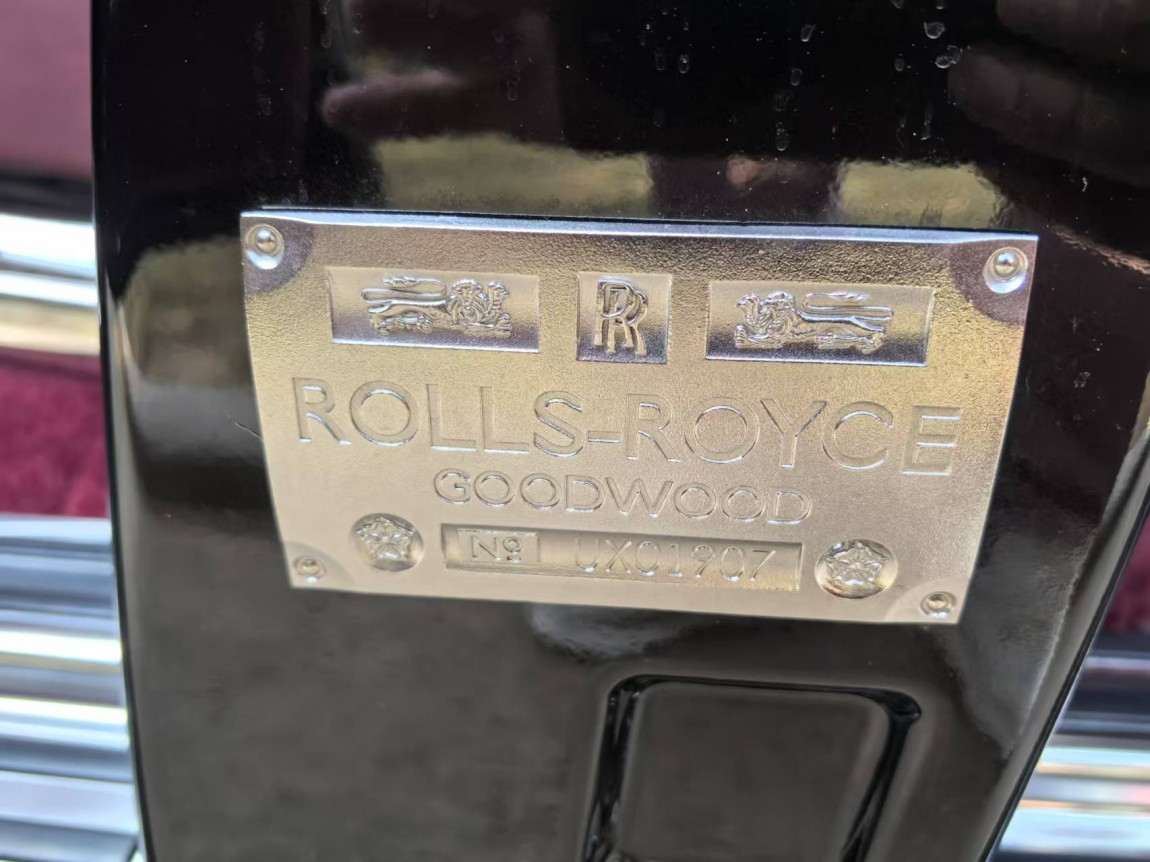 RR
ROLLS-ROYCE
GOODWOOD
Nº UX01907